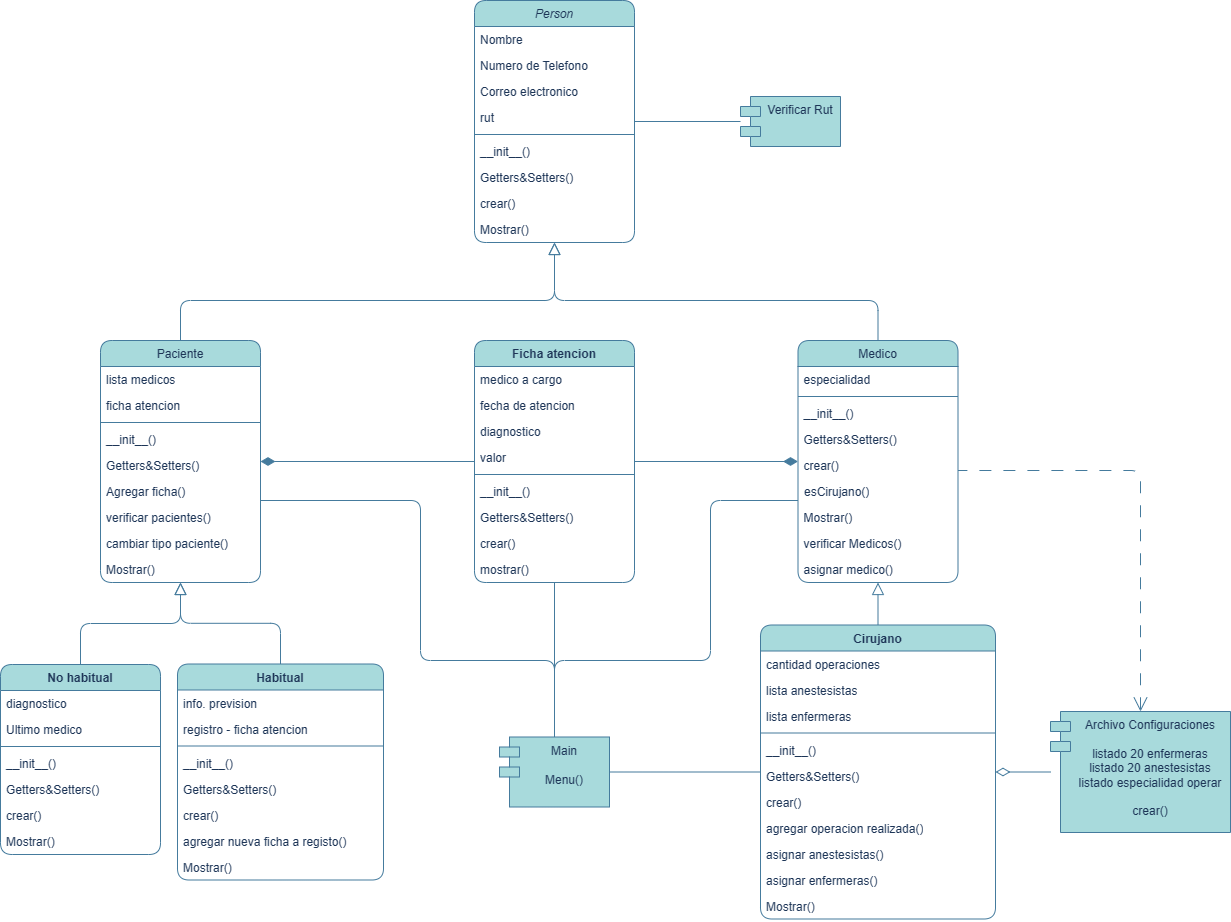 Person
Nombre
Numero de Telefono
Correo electronico
rut
__init__()
Getters&Setters()
crear()
Mostrar()
Verificar Rut
Paciente
lista medicos
ficha atencion
__init__()
Getters&Setters()
Agregar ficha()
verificar pacientes()
cambiar tipo paciente()
Mostrar()
Ficha atencion
medico a cargo
fecha de atencion
diagnostico
valor
__init__()
Getters&Setters()
crear()
mostrar()
Medico
especialidad
__init__()
Getters&Setters()
crear()
esCirujano()
Mostrar()
verificar Medicos()
asignar medico()
No habitual
diagnostico
Ultimo medico
__init__()
Getters&Setters()
crear()
Mostrar()
Habitual
info. prevision
registro - ficha atencion
__init__()
Getters&Setters()
crear()
agregar nueva ficha a registo()
Mostrar()
Main
Menu()
Cirujano
cantidad operaciones
lista anestesistas
lista enfermeras
__init__()
Getters&Setters()
crear()
agregar operacion realizada()
asignar anestesistas()
asignar enfermeras()
Mostrar()
Archivo Configuraciones
listado 20 enfermeras
listado 20 anestesistas
listado especialidad operar
crear()